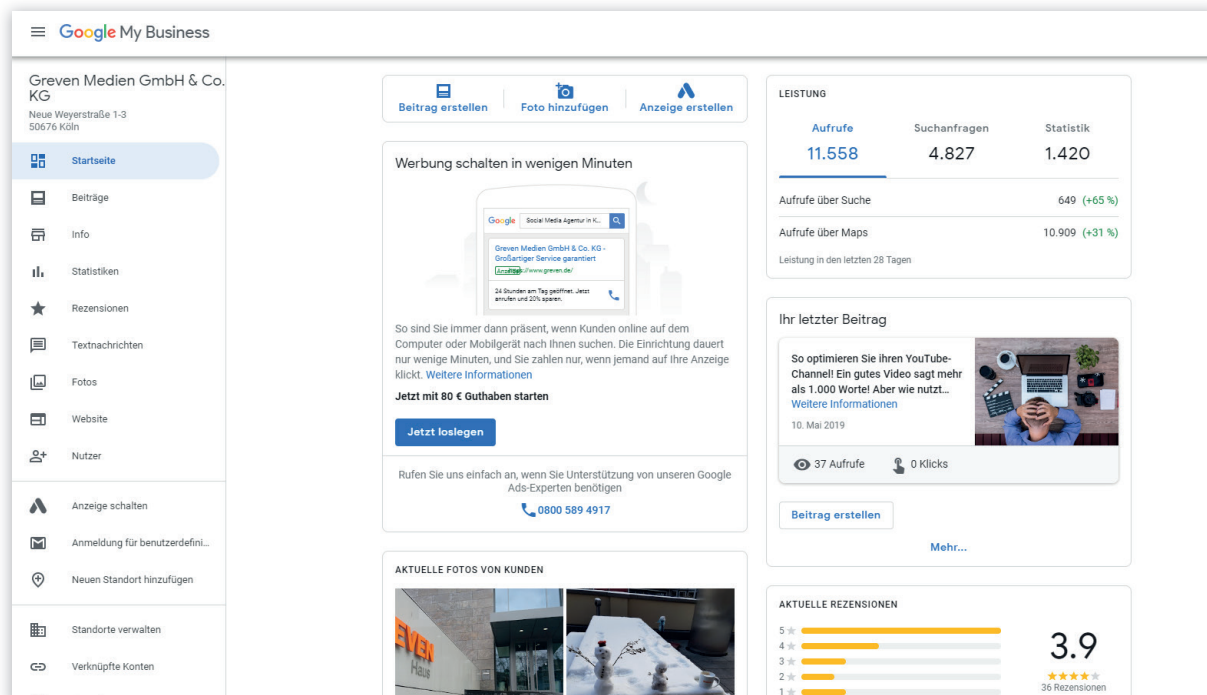 Google My Business
Greven Medien GmbH & Co.
KG
Neue Weyerstraße 1-3
50676 Köln
Startseite
Beiträge
Info
Statistiken
Rezensionen
Textnachrichten
Fotos
Website
Nutzer
Anzeige schalten
Anmeldung für benutzerdefini...
Neuen Standort hinzufügen
Standorte verwalten
Verknüpfte Konten
Beitrag erstellen
Foto hinzufügen
Anzeige erstellen
Werbung schalten in wenigen Minuten
Google
Social Media Agentur in K...
Greven Medien GmbH & Co. KG -
Großartiger Service garantiert
://www.greven.de/
24 Stunden am Tag geöffnet. Jetzt
anrufen und 20% sparen.
So sind Sie immer dann präsent, wenn Kunden online auf dem
Computer oder Mobilgerät nach Ihnen suchen. Die Einrichtung dauert
nur wenige Minuten, und Sie zahlen nur, wenn jemand auf Ihre Anzeige
klickt. Weitere Informationen
Jetzt mit 80 € Guthaben starten
Jetzt loslegen
Rufen Sie uns einfach an, wenn Sie Unterstützung von unseren Google
Ads-Experten benötigen
0800 589 4917
AKTUELLE FOTOS VON KUNDEN
EVEN
Haus
LEISTUNG
Aufrufe
Suchanfragen
Statistik
11.558
4.827
1.420
Aufrufe über Suche 649 (+65 %)
Aufrufe über Maps 10.909 (+31 %)
Leistung in den letzten 28 Tagen
Ihr letzter Beitrag
So optimieren Sie ihren YouTube-
Channel! Ein gutes Video sagt mehr
als 1.000 Worte! Aber wie nutzt...
Weitere Informationen
10. Mai 2019
37 Aufrufe
0 Klicks
Beitrag erstellen
Mehr...
AKTUELLE REZENSIONEN
5
4
3
2
1
3.9
36 Rezensionen